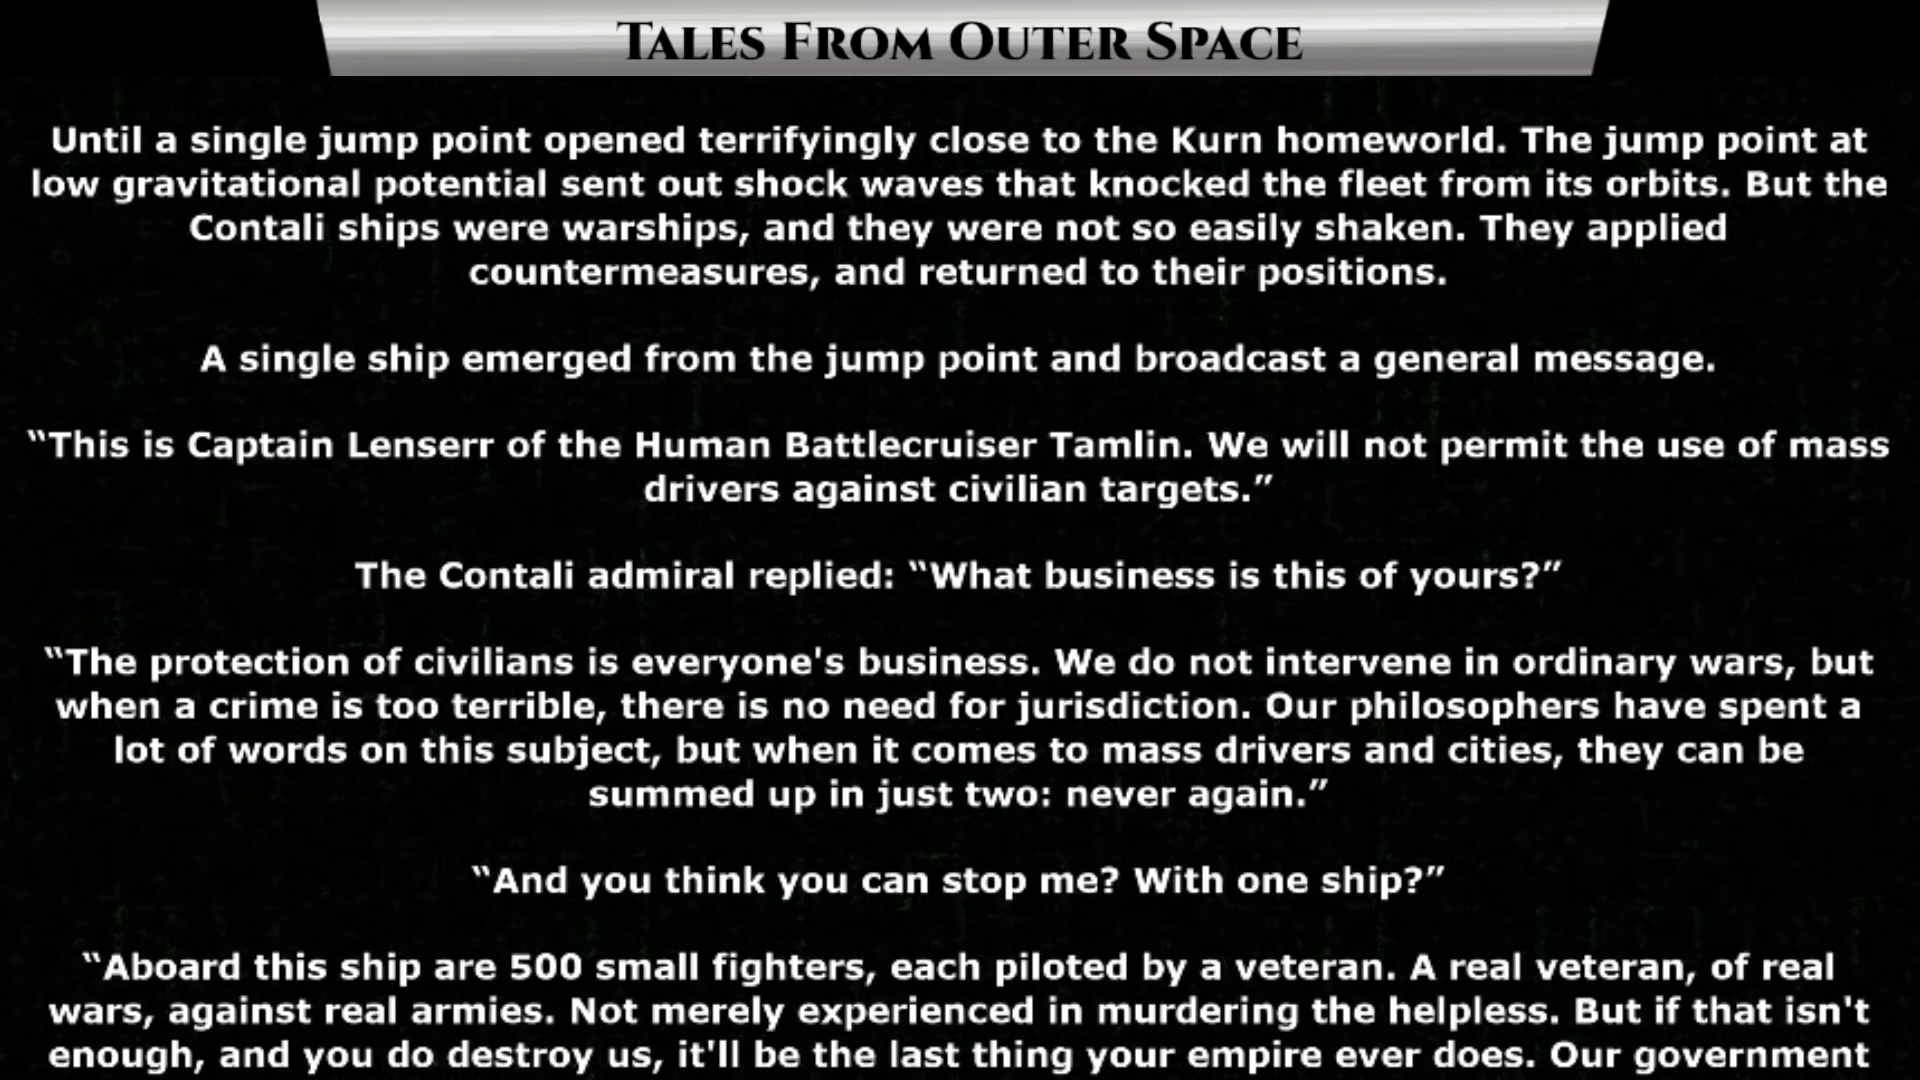 Tales From Outer Space
Until a single jump point opened terrifyingly close to the Kurn homeworld. The jump point at
low gravitational potential sent out shock waves that knocked the fleet from its orbits. But the
Contali ships were warships, and they were not so easily shaken. They applied
countermeasures, and returned to their positions.
A single ship emerged from the jump point and broadcast a general message.
“This is Captain Lenserr of the Human Battlecruiser Tamlin. We will not permit the use of mass
drivers against civilian targets.”
The Contali admiral replied: “What business is this of yours?”
“The protection of civilians is everyone's business. We do not intervene in ordinary wars, but
when a crime is too terrible, there is no need for jurisdiction. Our philosophers have spent a
lot of words on this subject, but when it comes to mass drivers and cities, they can be
summed up in just two: never again.”
“And you think you can stop me? With one ship?”
“Aboard this ship are 500 small fighters, each piloted by a veteran. A real veteran, of real
wars, against real armies. Not merely experienced in murdering the helpless. But if that isn't
enough, and you do destroy us, it'll be the last thing your empire ever does. Our government